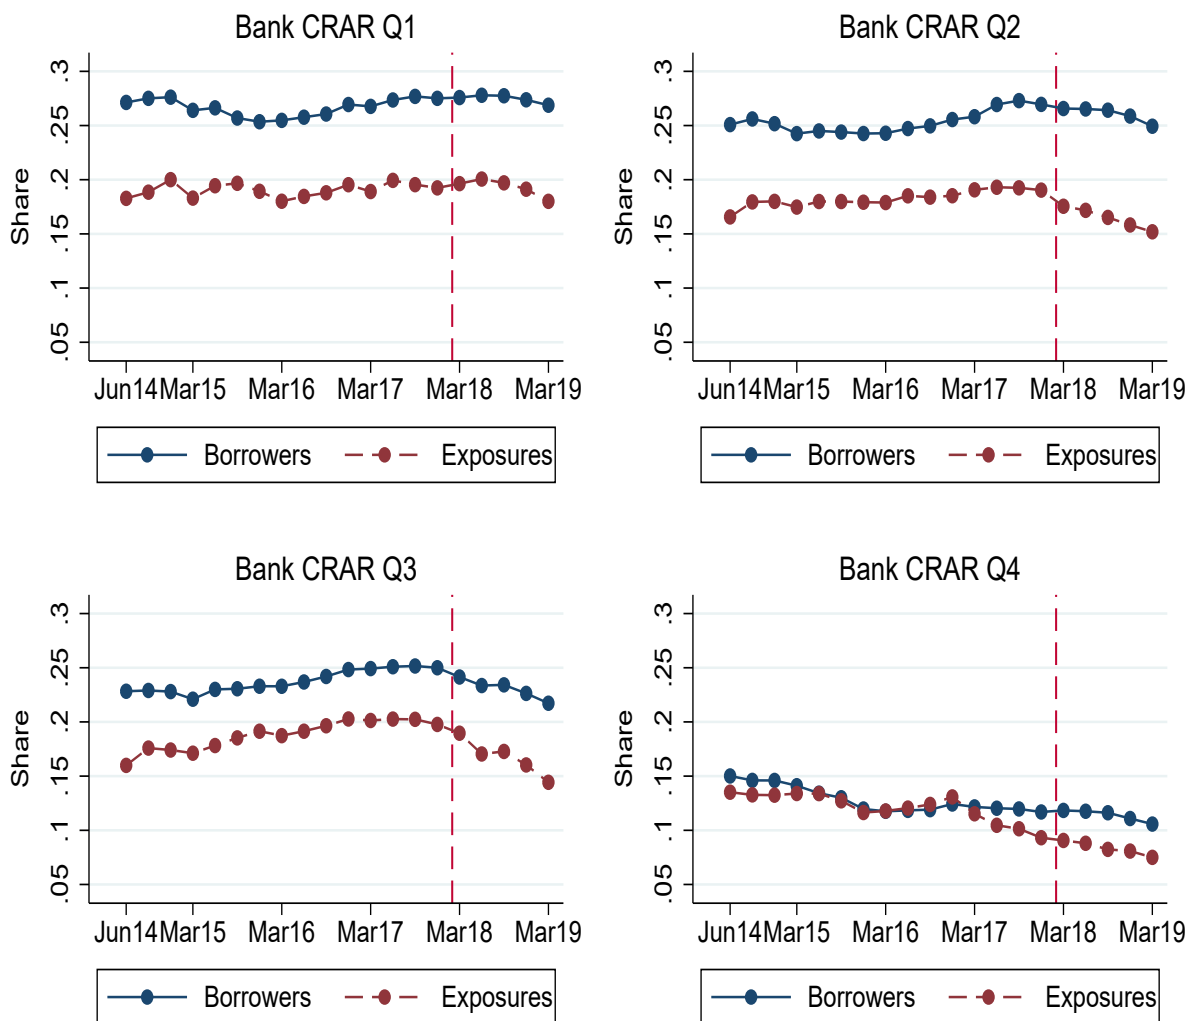 Bank CRAR Q1
Share
.3
.25
.2
.15
.1
.05
Jun14 Mar15 Mar16 Mar17 Mar18 Mar19
Borrowers Exposures
Bank CRAR Q2
Share
.3
.25
.2
.15
.1
.05
Jun14 Mar15 Mar16 Mar17 Mar18 Mar19
Borrowers Exposures
Bank CRAR Q3
Share
.3
.25
.2
.15
.1
.05
Jun14 Mar15 Mar16 Mar17 Mar18 Mar19
Borrowers Exposures
Bank CRAR Q4
Share
.3
.25
.2
.15
.1
.05
Jun14 Mar15 Mar16 Mar17 Mar18 Mar19
Borrowers Exposures